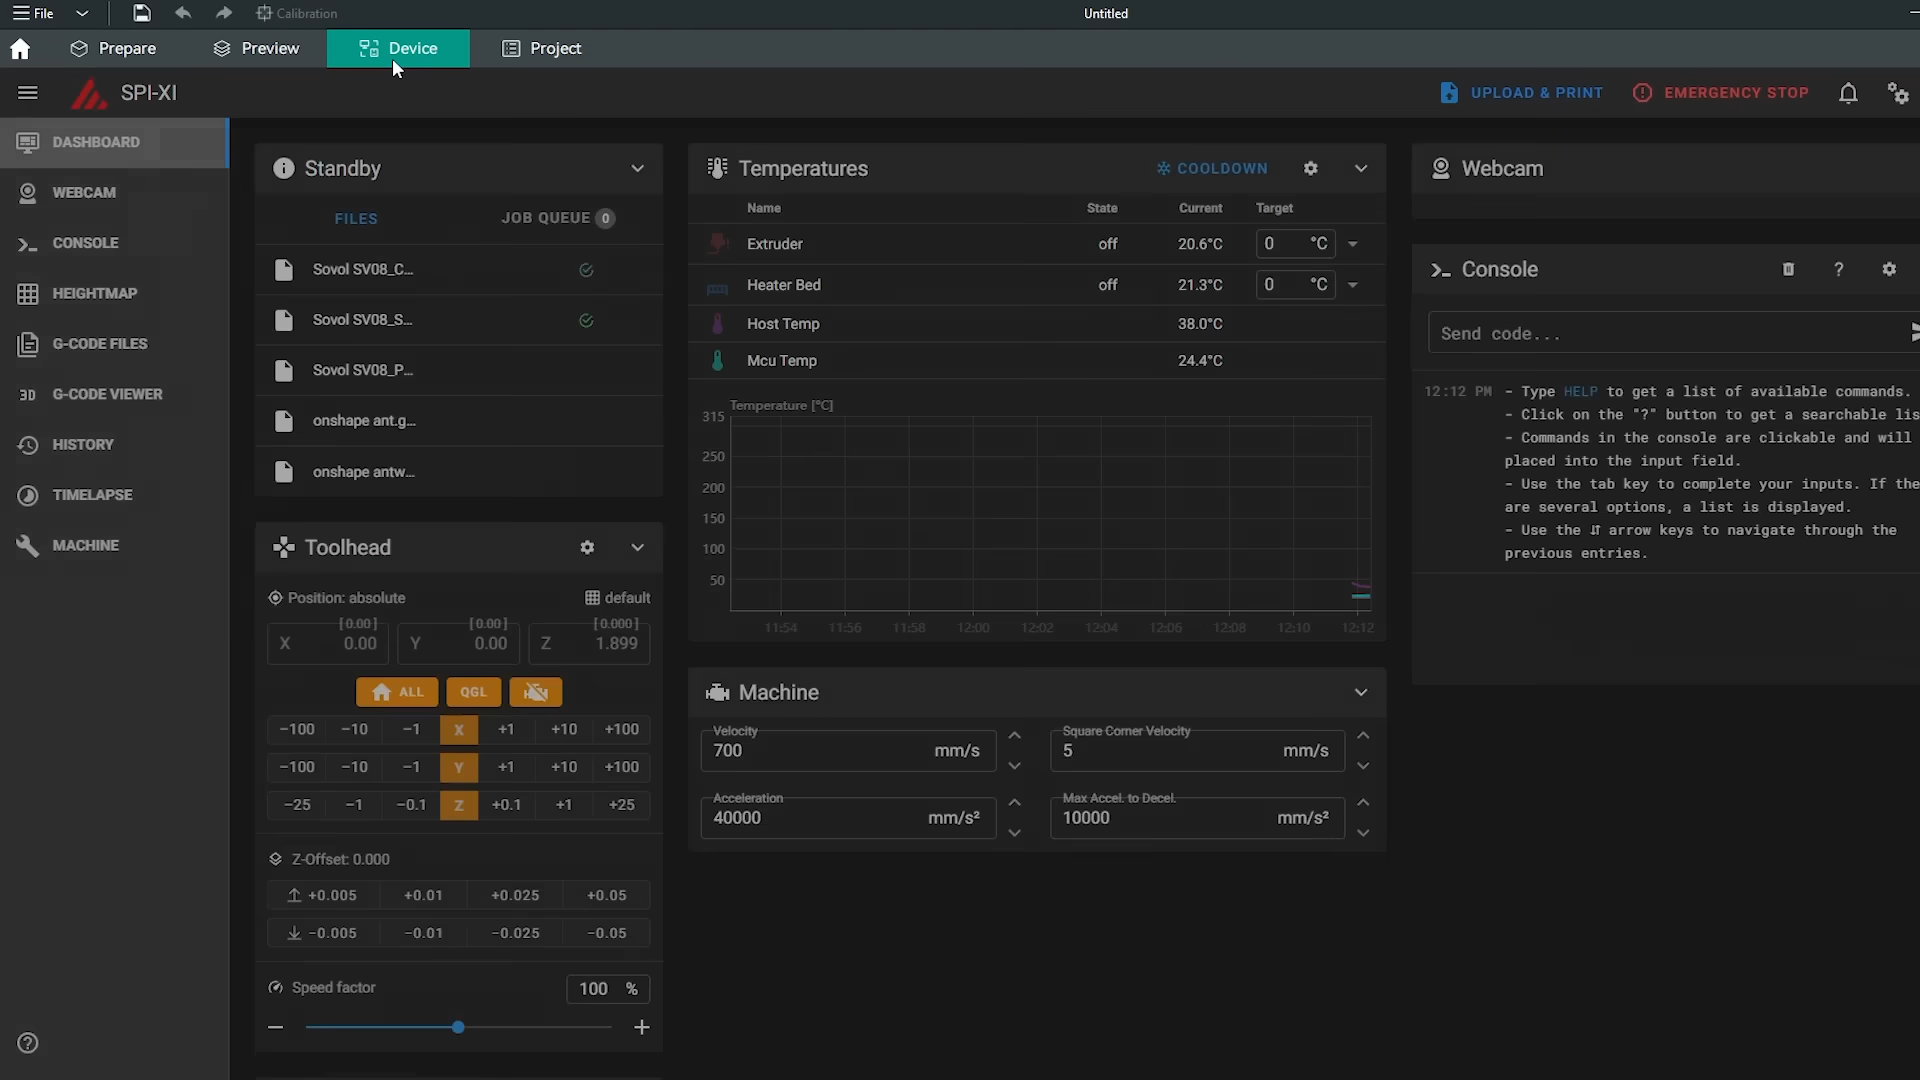 File
Calibration
Untitled
Prepare
Preview
Device
Project
SPI-XI
UPLOAD & PRINT
EMERGENCY STOP
DASHBOARD
WEBCAM
CONSOLE
HEIGHTMAP
G-CODE FILES
3D G-CODE VIEWER
HISTORY
TIMELAPSE
MACHINE
Standby
FILES JOB QUEUE 0
Sovol SV08_C...
Sovol SV08_S...
Sovol SV08_P...
onshape ant.g...
onshape antw...
Toolhead
Position: absolute default
[0.00] [0.00] [0.000]
X 0.00 Y 0.00 Z 1.899
ALL QGL
-100 -10 -1 X +1 +10 +100
-100 -10 -1 Y +1 +10 +100
-25 -1 -0.1 Z +0.1 +1 +25
Z-Offset: 0.000
+0.005 +0.01 +0.025 +0.05
-0.005 -0.01 -0.025 -0.05
Speed factor 100 %
Temperatures COOLDOWN
Name State Current Target
Extruder off 20.6°C 0 °C
Heater Bed off 21.3°C 0 °C
Host Temp 38.0°C
Mcu Temp 24.4°C
Temperature [°C]
315
250
200
150
100
50
11:54 11:56 11:58 12:00 12:02 12:04 12:06 12:08 12:10 12:12
Machine
Velocity Square Corner Velocity
700 mm/s 5 mm/s
Acceleration Max Accel. to Decel.
40000 mm/s² 10000 mm/s²
Webcam
Console
Send code...
12:12 PM - Type HELP to get a list of available commands.
- Click on the "?" button to get a searchable lis
- Commands in the console are clickable and will
placed into the input field.
- Use the tab key to complete your inputs. If the
are several options, a list is displayed.
- Use the ⇵ arrow keys to navigate through the
previous entries.